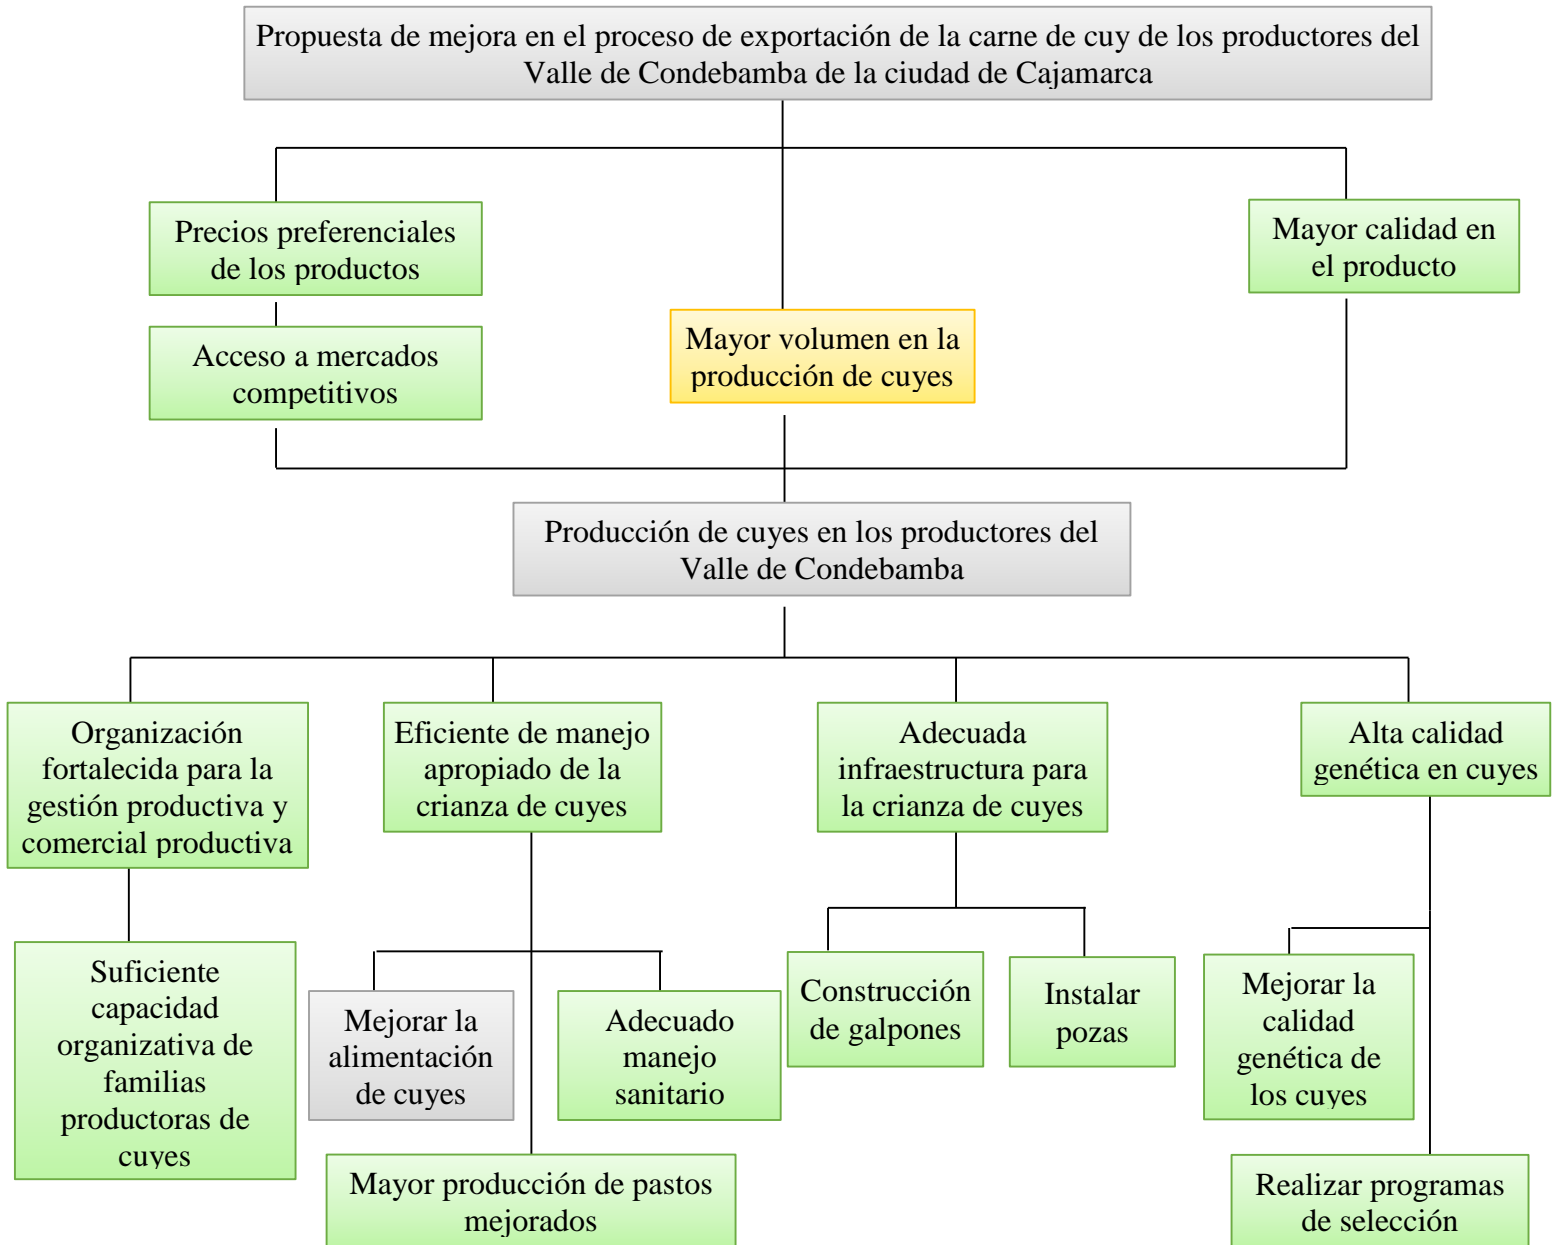 Propuesta de mejora en el proceso de exportación de la carne de cuy de los productores del
Valle de Condebamba de la ciudad de Cajamarca
Precios preferenciales
de los productos
Mayor calidad en
el producto
Acceso a mercados
competitivos
Mayor volumen en la
producción de cuyes
Producción de cuyes en los productores del
Valle de Condebamba
Organización
fortalecida para la
gestión productiva y
comercial productiva
Eficiente de manejo
apropiado de la
crianza de cuyes
Adecuada
infraestructura para
la crianza de cuyes
Alta calidad
genética en cuyes
Suficiente
capacidad
organizativa de
familias
productoras de
cuyes
Mejorar la
alimentación
de cuyes
Adecuado
manejo
sanitario
Construcción
de galpones
Instalar
pozas
Mejorar la
calidad
genética de
los cuyes
Mayor producción de pastos
mejorados
Realizar programas
de selección